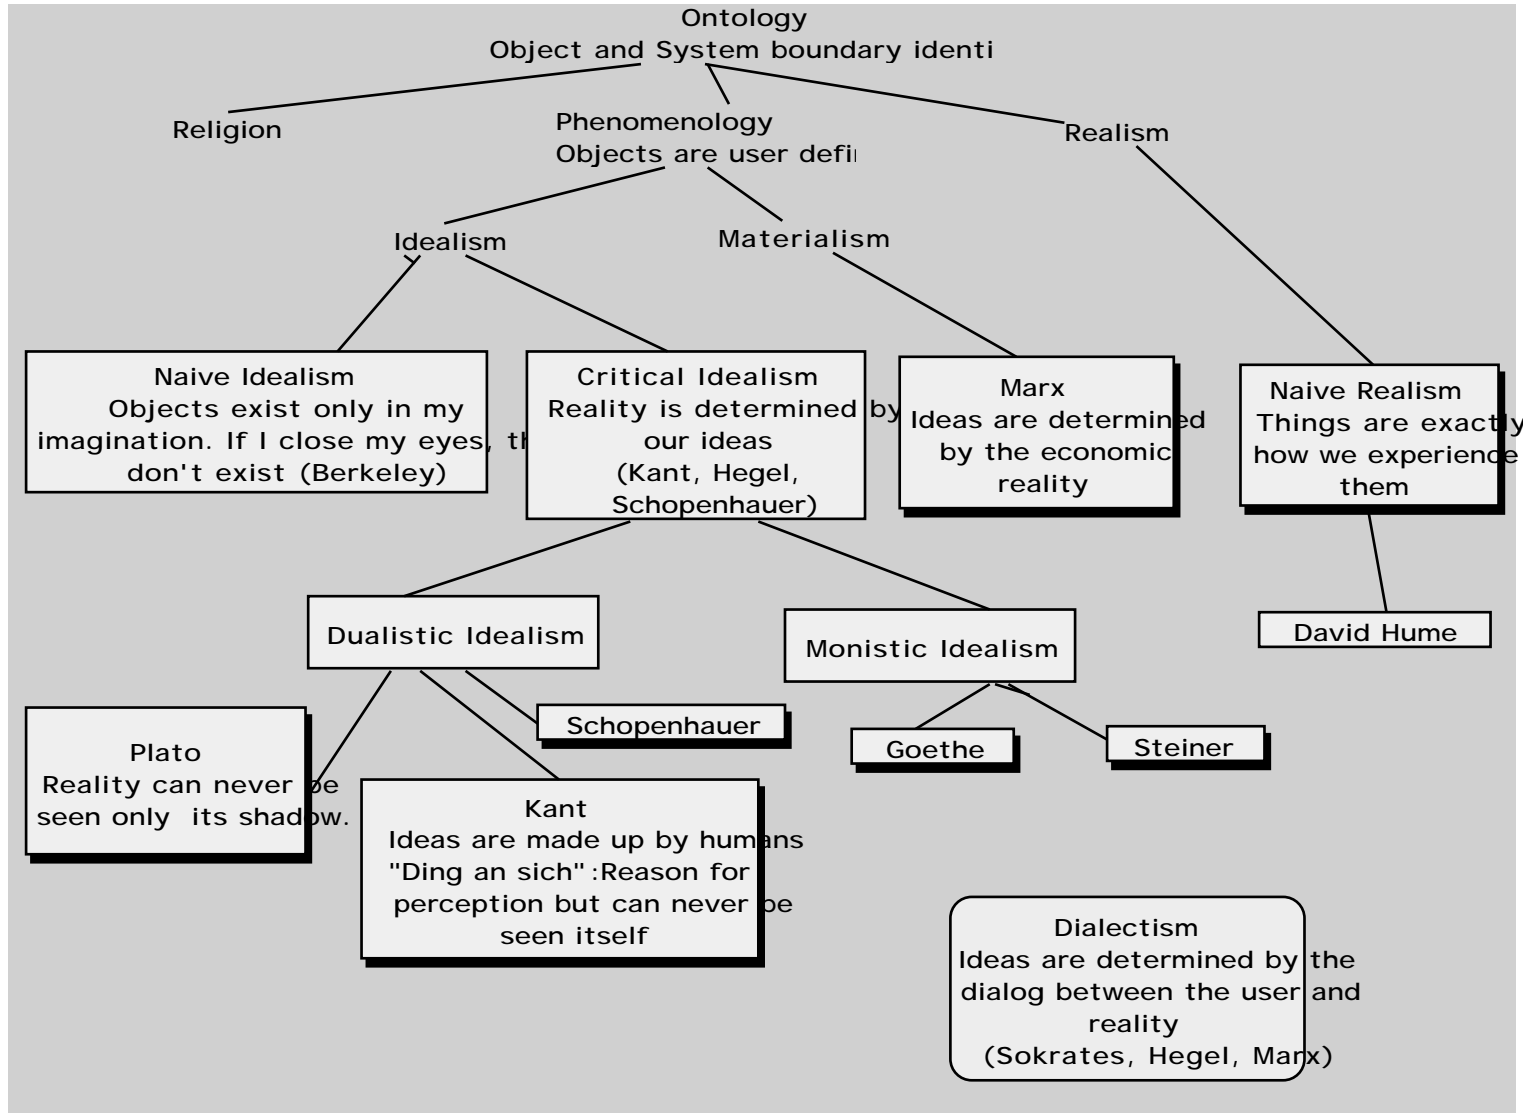 Ontology
Object and System boundary identi
Religion
Phenomenology
Objects are user defi
Realism
Idealism
Materialism
Naive Idealism
Objects exist only in my
imagination. If I close my eyes, th
don't exist (Berkeley)
Critical Idealism
Reality is determined by
our ideas
(Kant, Hegel,
Schopenhauer)
Marx
Ideas are determined
by the economic
reality
Naive Realism
Things are exactly
how we experience
them
Dualistic Idealism
Monistic Idealism
David Hume
Plato
Reality can never be
seen only its shadow.
Schopenhauer
Goethe
Steiner
Kant
Ideas are made up by humans
"Ding an sich" :Reason for
perception but can never be
seen itself
Dialectism
Ideas are determined by the
dialog between the user and
reality
(Sokrates, Hegel, Marx)